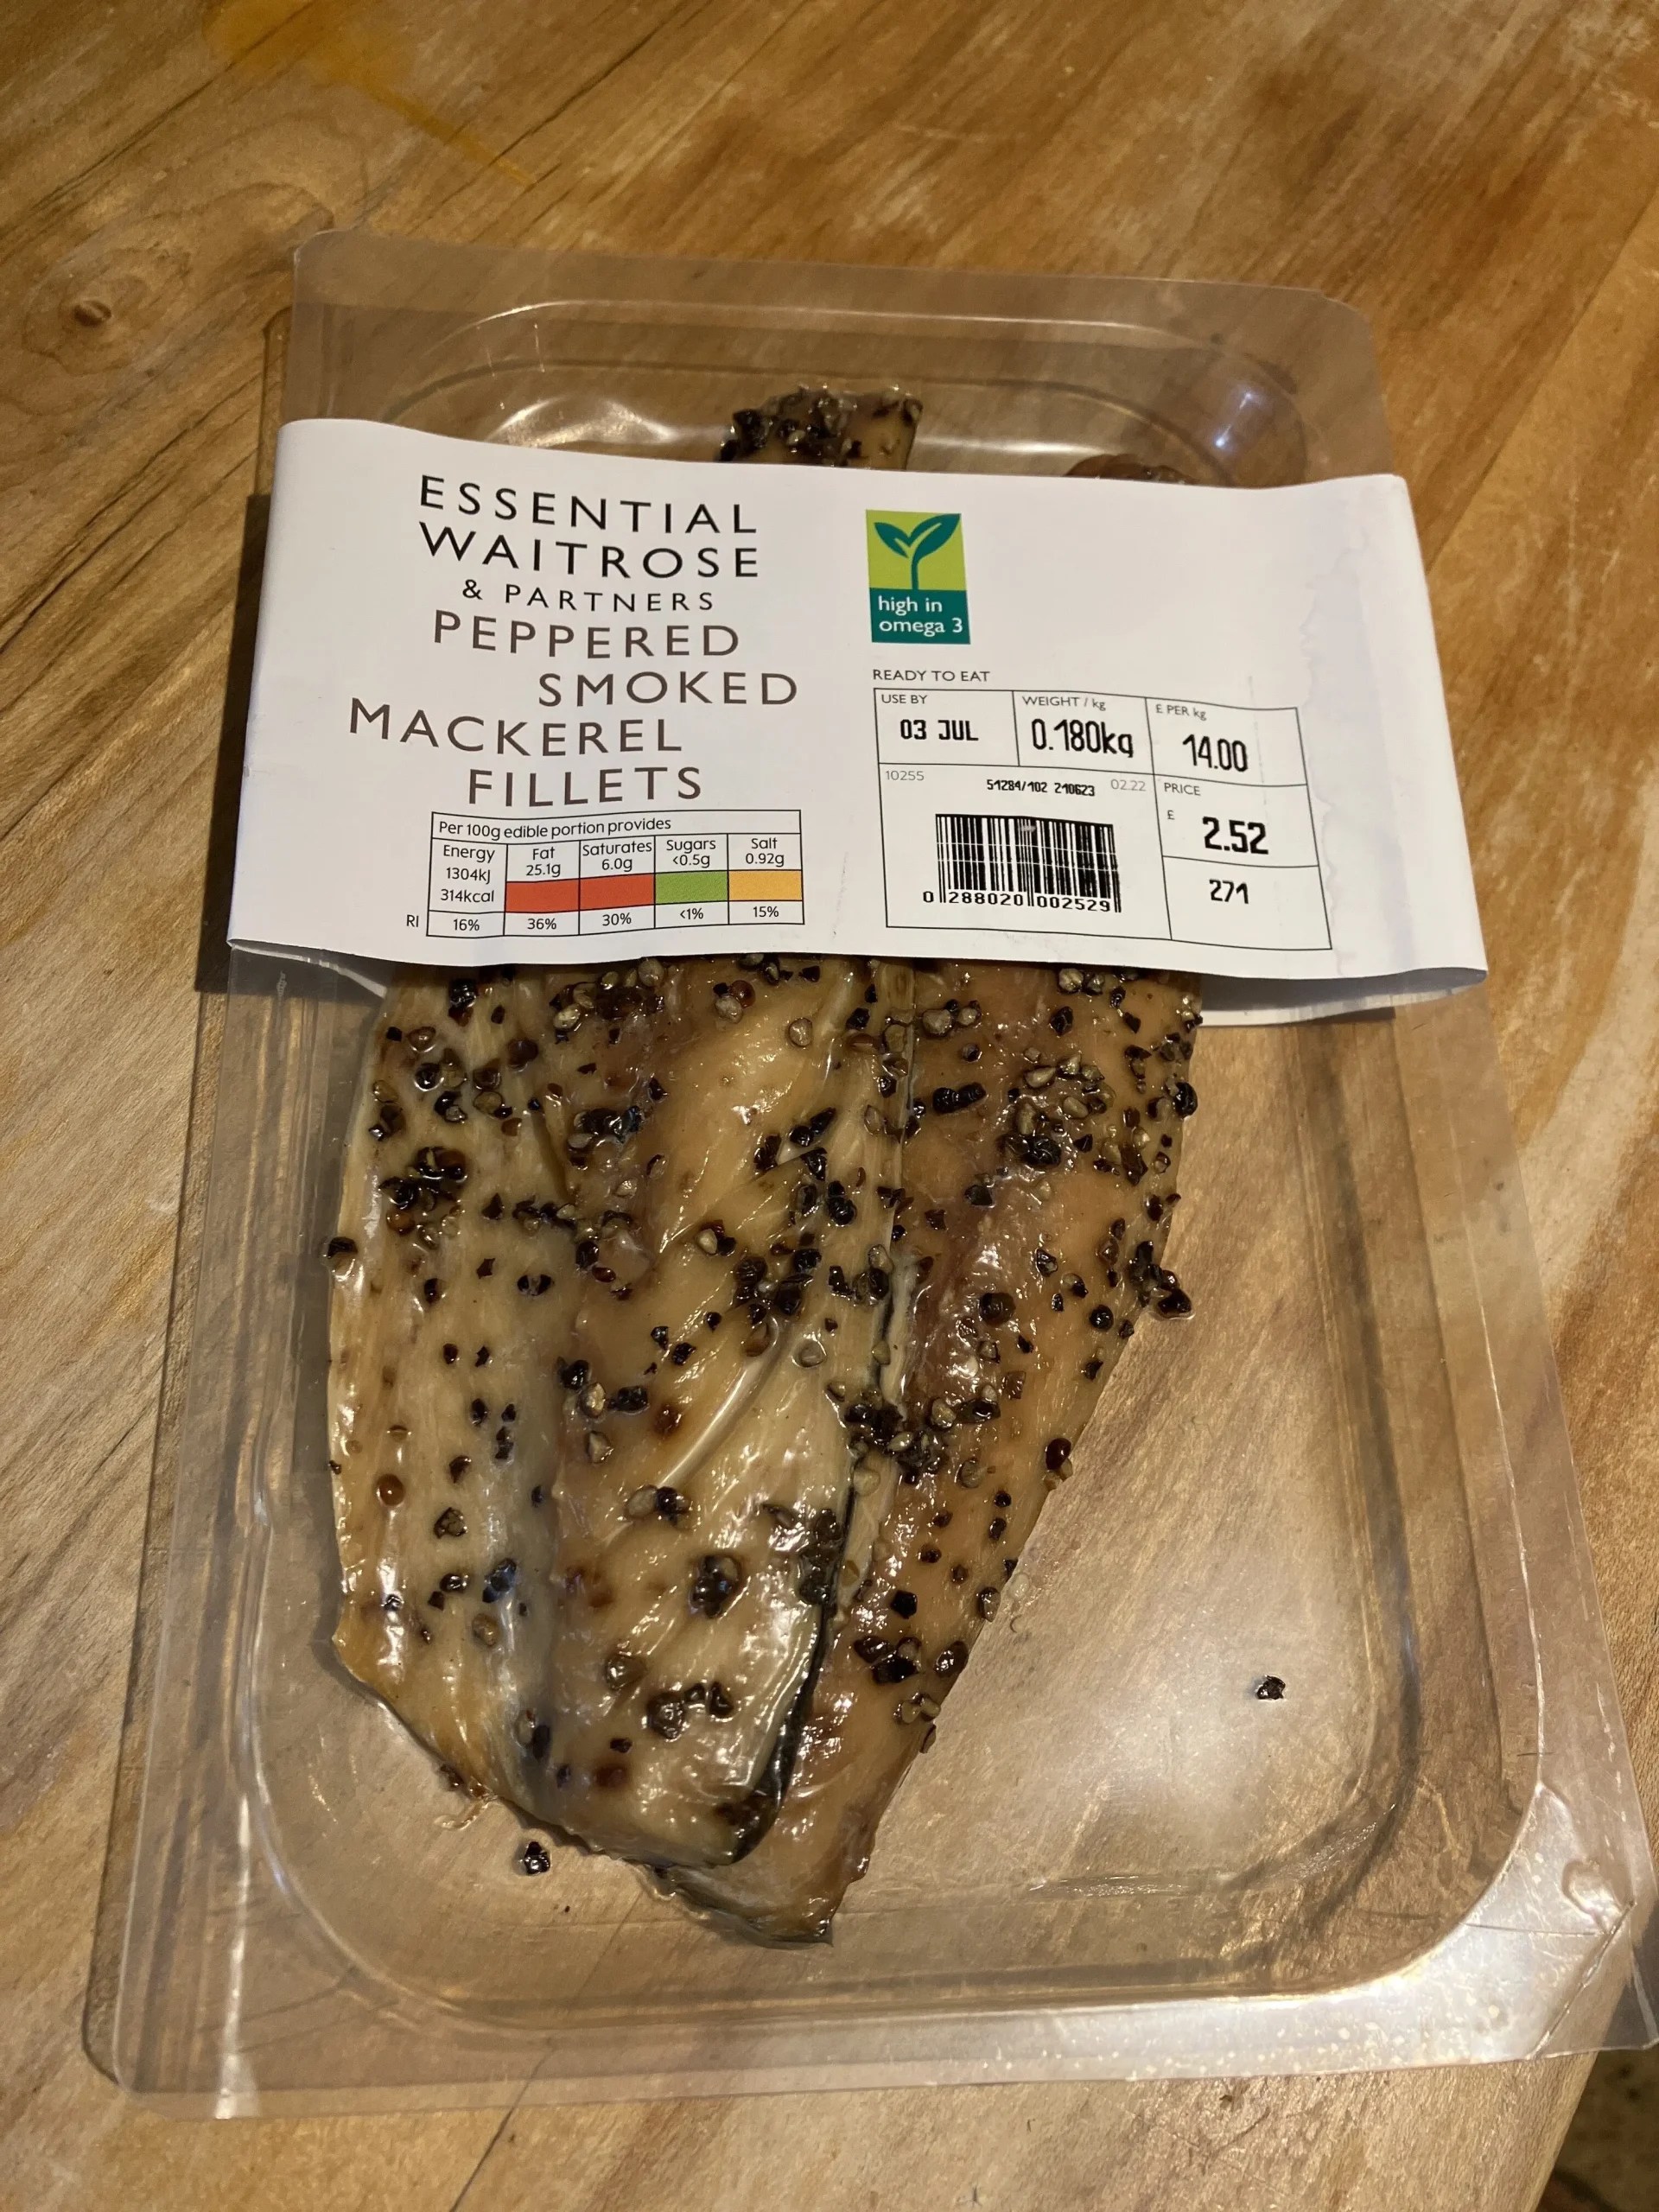 ESSENTIAL
WAITROSE
& PARTNERS
PEPPERED
SMOKED
MACKEREL
FILLETS
Per 100g edible portion provides
Energy Fat Saturates Sugars Salt
1304kJ 25.1g 6.0g <0.5g 0.92g
314kcal
RI 16% 36% 30% <1% 15%
high in
omega 3
READY TO EAT
USE BY WEIGHT / kg £ PER kg
03 JUL 0.180kg 14.00
10255 51284/102 210623 02.22 PRICE
£ 2.52
0 288020 002529
271